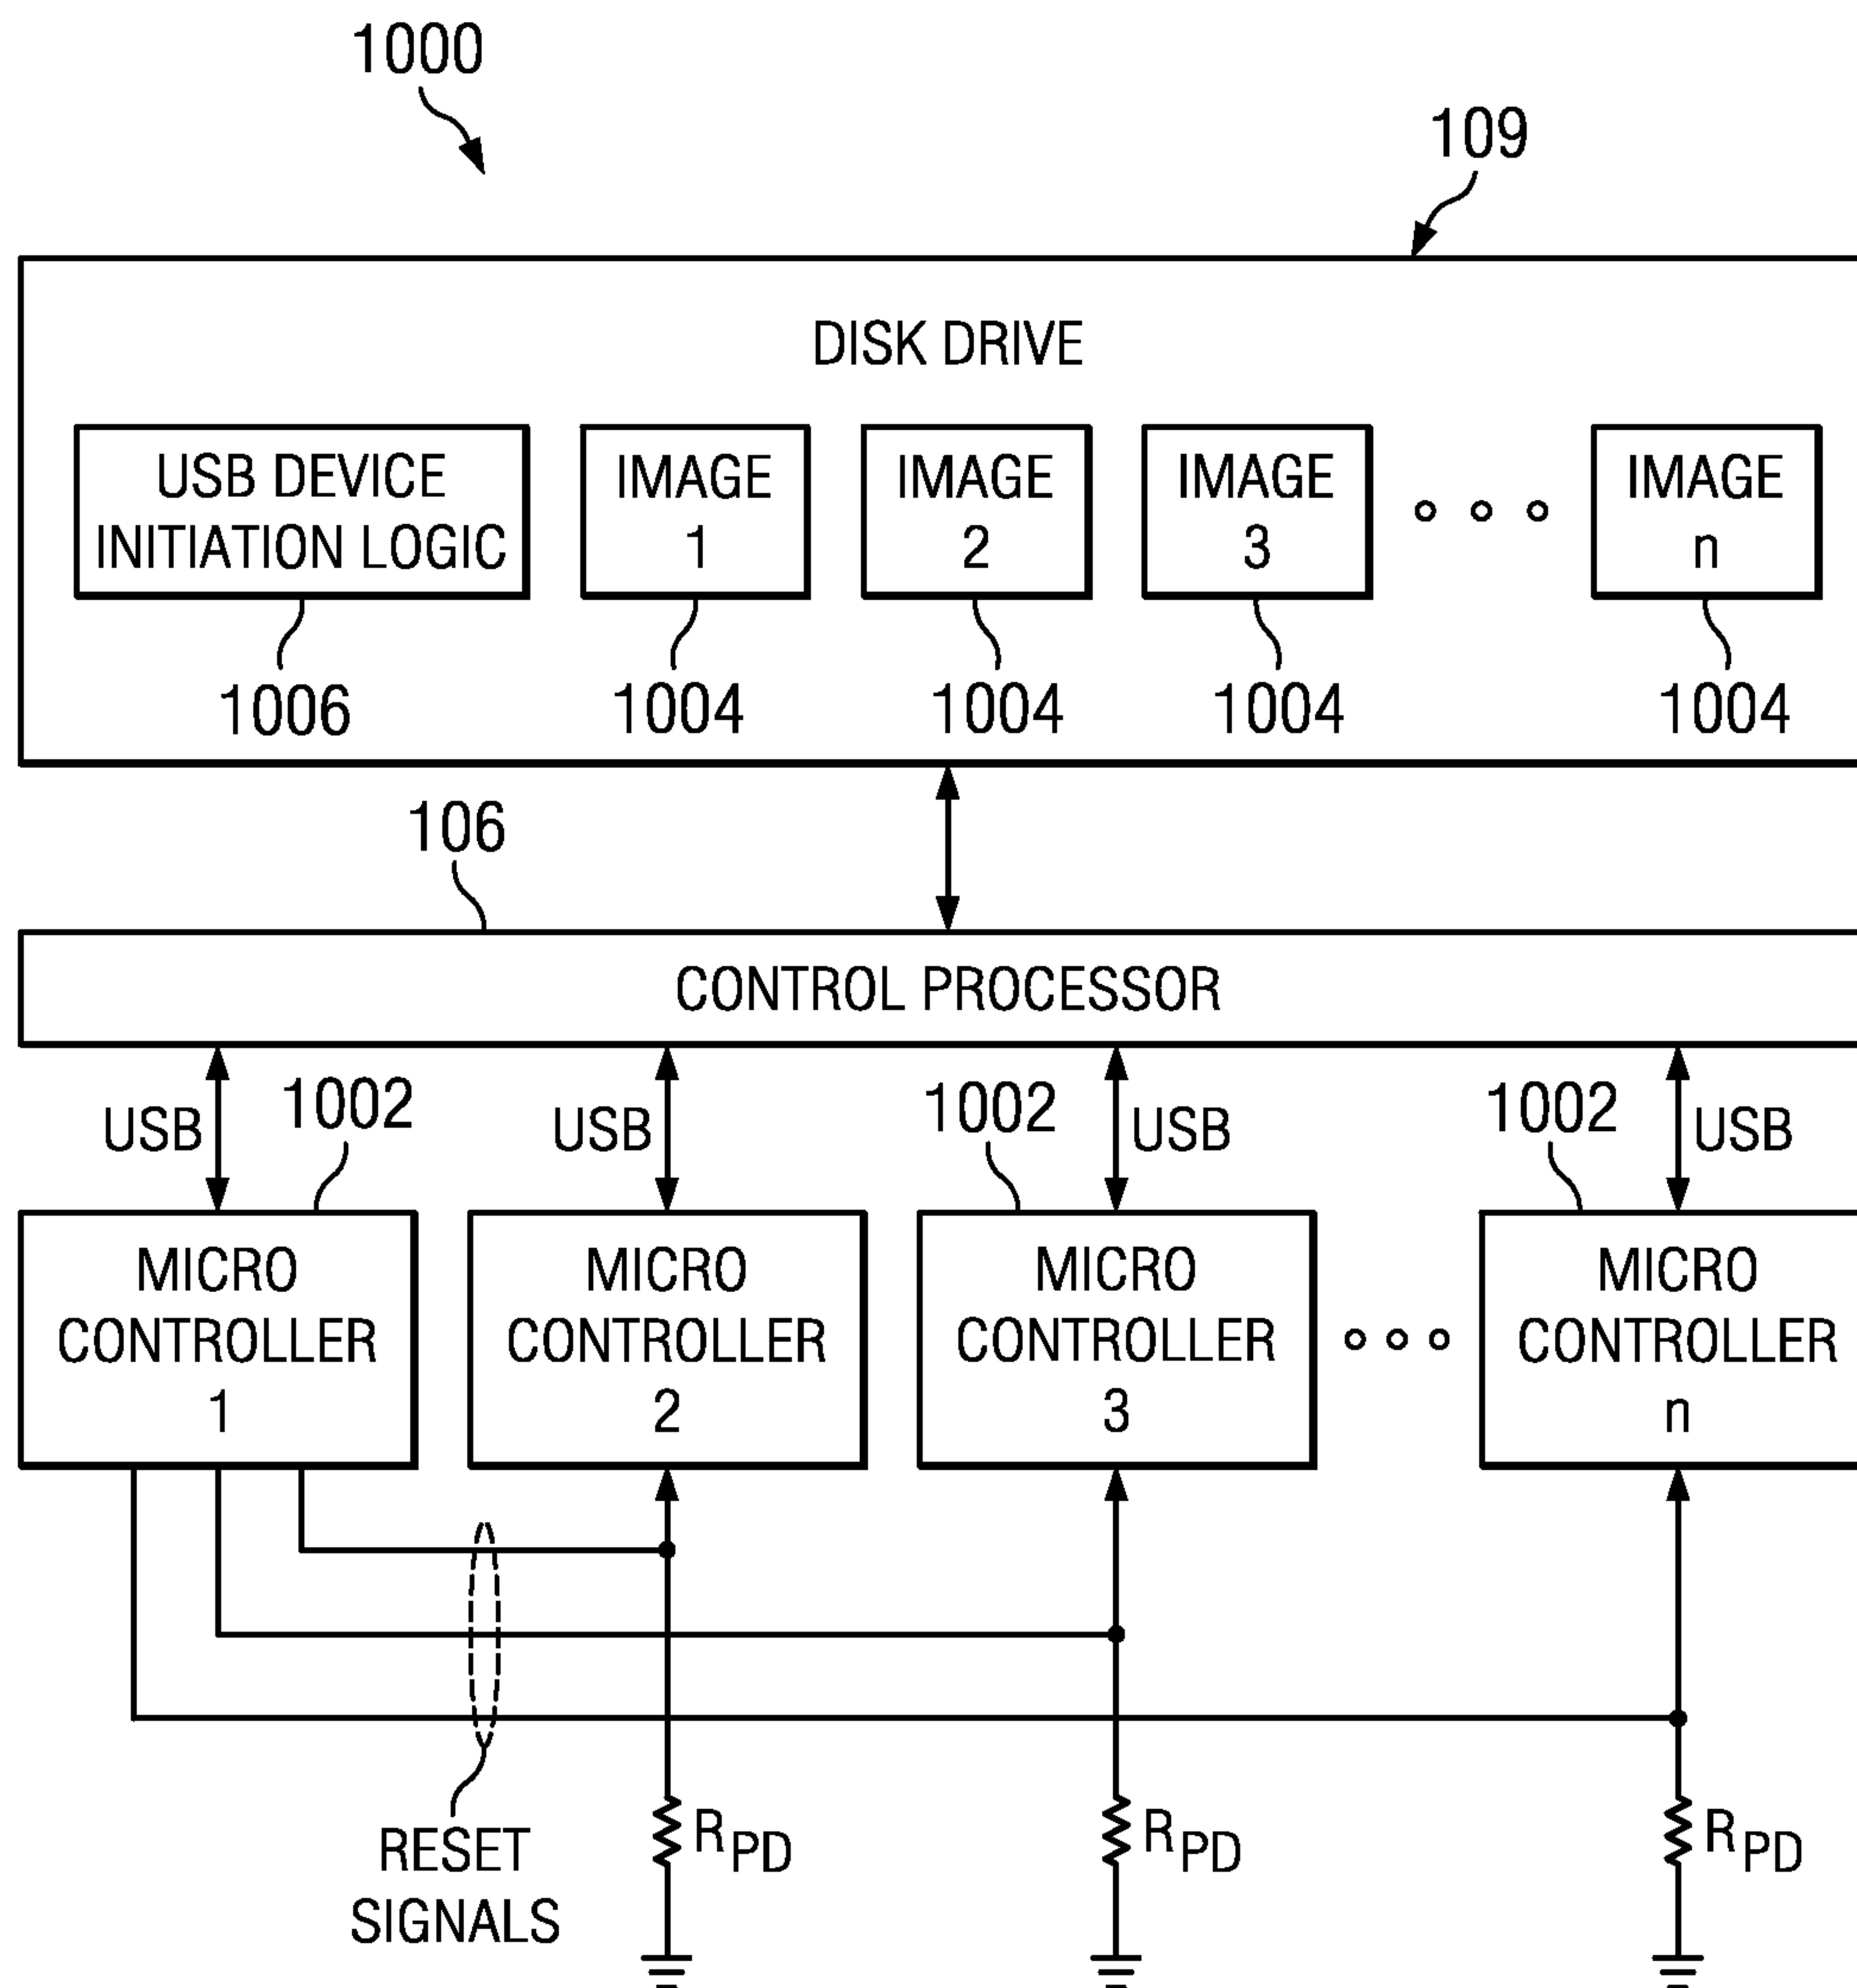 1000
109
DISK DRIVE
USB DEVICE
INITIATION LOGIC
IMAGE
1
IMAGE
2
IMAGE
3
IMAGE
n
1006
1004
1004
1004
1004
106
CONTROL PROCESSOR
USB
1002
USB
1002
USB
1002
USB
MICRO
CONTROLLER
1
MICRO
CONTROLLER
2
MICRO
CONTROLLER
3
MICRO
CONTROLLER
n
RESET
SIGNALS
RPD
RPD
RPD